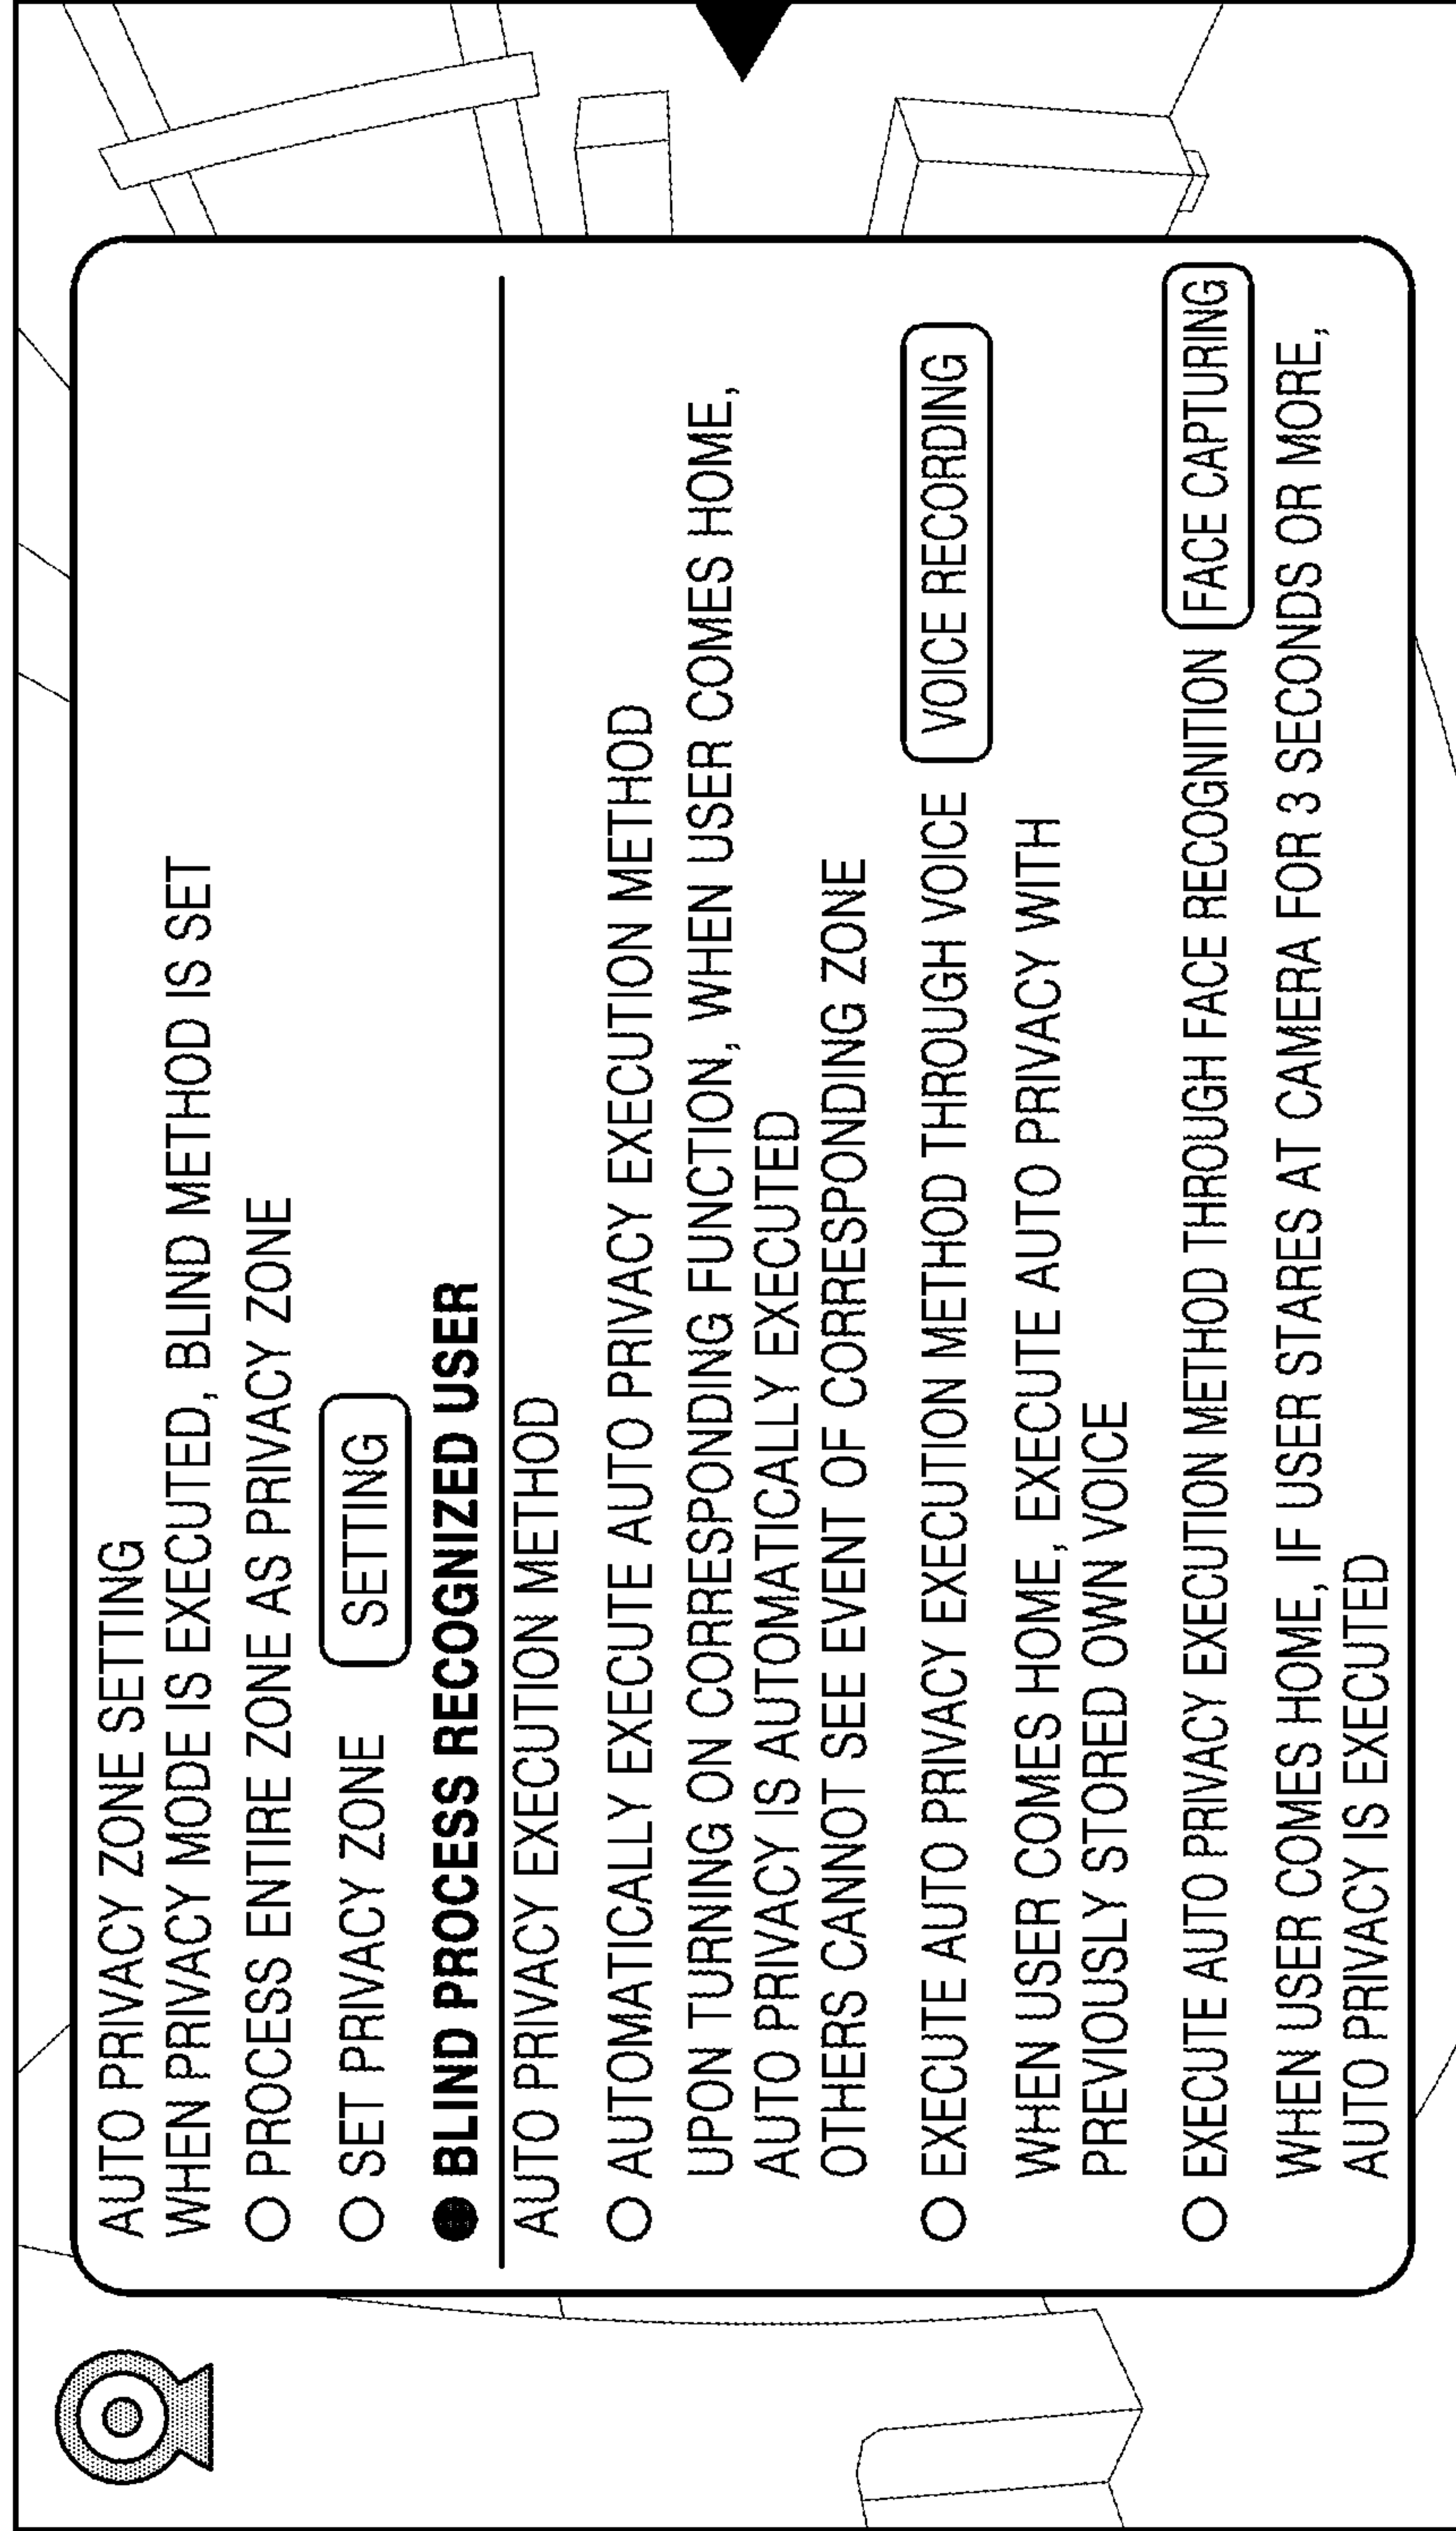 AUTO PRIVACY ZONE SETTING
WHEN PRIVACY MODE IS EXECUTED, BLIND METHOD IS SET
PROCESS ENTIRE ZONE AS PRIVACY ZONE
SET PRIVACY ZONE SETTING
BLIND PROCESS RECOGNIZED USER
AUTO PRIVACY EXECUTION METHOD
AUTOMATICALLY EXECUTE AUTO PRIVACY EXECUTION METHOD
UPON TURNING ON CORRESPONDING FUNCTION, WHEN USER COMES HOME,
AUTO PRIVACY IS AUTOMATICALLY EXECUTED
OTHERS CANNOT SEE EVENT OF CORRESPONDING ZONE
EXECUTE AUTO PRIVACY EXECUTION METHOD THROUGH VOICE VOICE RECORDING
WHEN USER COMES HOME, EXECUTE AUTO PRIVACY WITH
PREVIOUSLY STORED OWN VOICE
EXECUTE AUTO PRIVACY EXECUTION METHOD THROUGH FACE RECOGNITION FACE CAPTURING
WHEN USER COMES HOME, IF USER STARES AT CAMERA FOR 3 SECONDS OR MORE,
AUTO PRIVACY IS EXECUTED